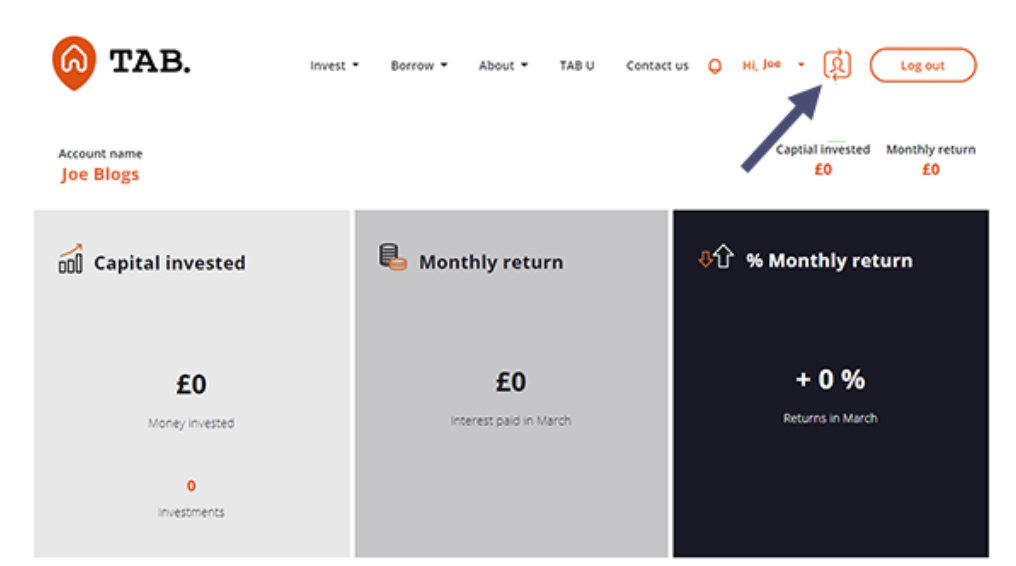 TAB.
Invest
Borrow
About
TAB U
Contact us
Hi, Joe
Log out
Account name
Joe Blogs
Captial invested
£0
Monthly return
£0
Capital invested
£0
Money invested
0
Investments
Monthly return
£0
Interest paid in March
% Monthly return
+ 0 %
Returns in March